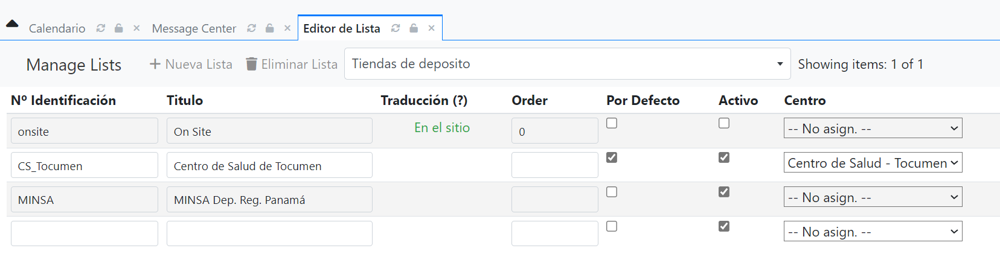 Calendario Message Center Editor de Lista
Manage Lists Nueva Lista Eliminar Lista Tiendas de deposito Showing items: 1 of 1
Nº Identificación Titulo Traducción (?) Order Por Defecto Activo Centro
onsite On Site En el sitio 0 -- No asign. --
CS_Tocumen Centro de Salud de Tocumen Centro de Salud - Tocumen
MINSA MINSA Dep. Reg. Panamá -- No asign. --
-- No asign. --